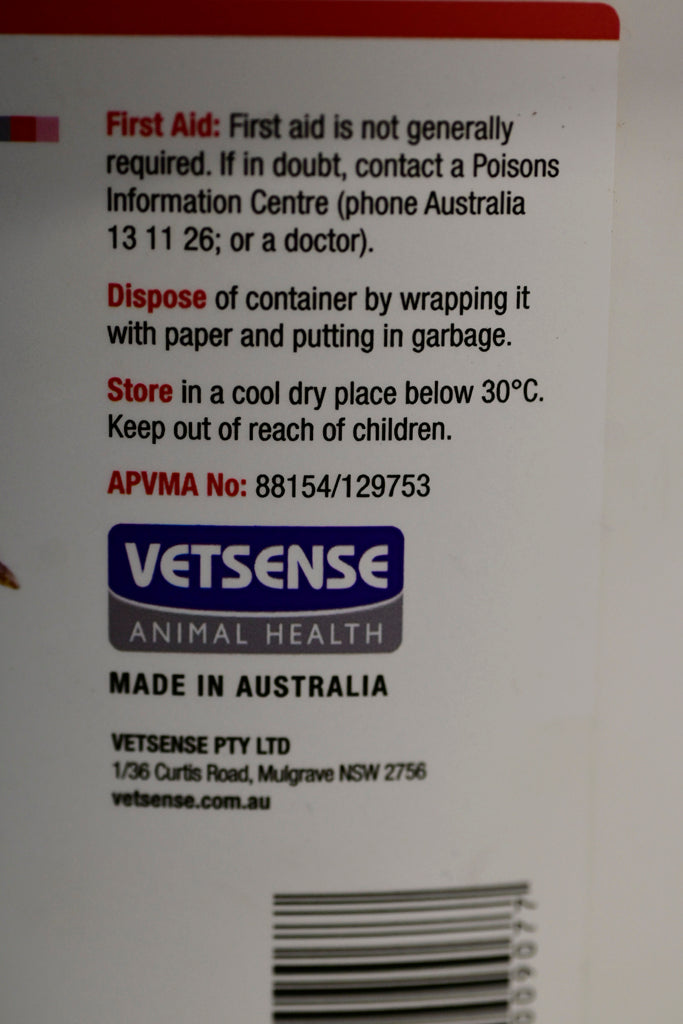 First Aid: First aid is not generally
required. If in doubt, contact a Poisons
Information Centre (phone Australia
13 11 26; or a doctor).
Dispose of container by wrapping it
with paper and putting in garbage.
Store in a cool dry place below 30°C.
Keep out of reach of children.
APVMA No: 88154/129753
VETSENSE
ANIMAL HEALTH
MADE IN AUSTRALIA
VETSENSE PTY LTD
1/36 Curtis Road, Mulgrave NSW 2756
vetsense.com.au